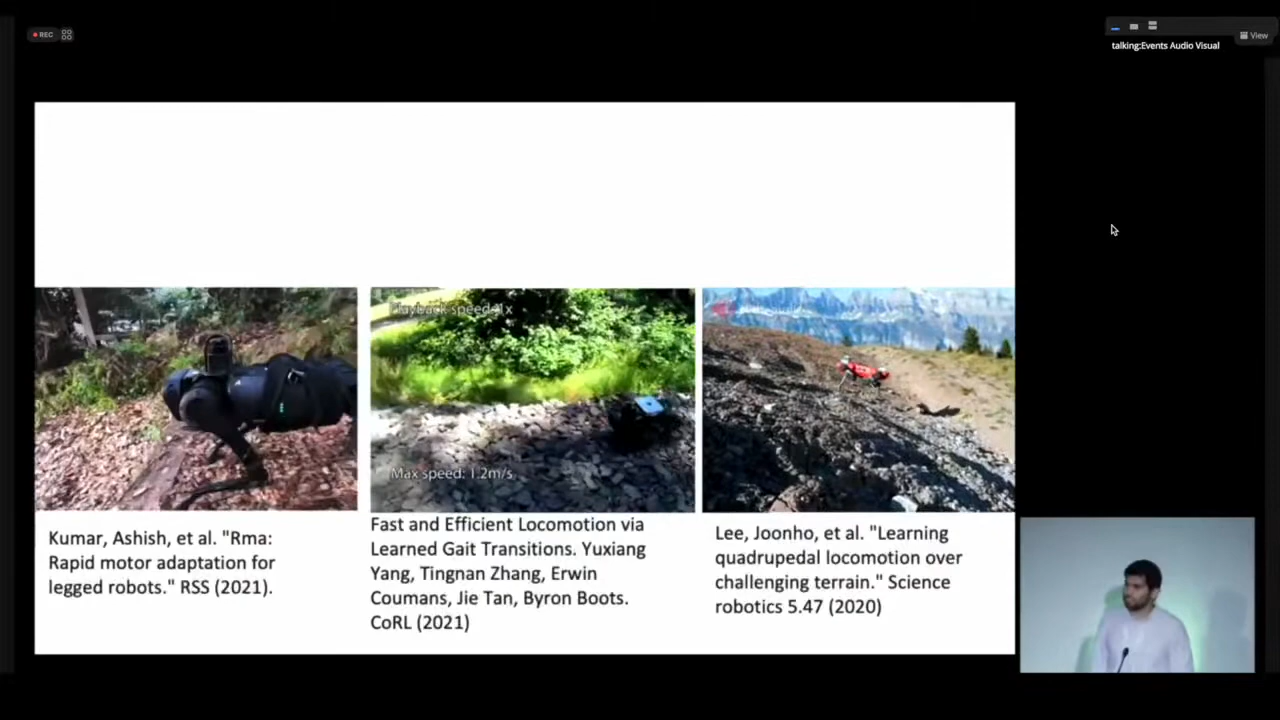 REC
View
talking:Events Audio Visual
Playback speed: 1x
Max speed: 1.2m/s
Kumar, Ashish, et al. "Rma:
Rapid motor adaptation for
legged robots." RSS (2021).
Fast and Efficient Locomotion via
Learned Gait Transitions. Yuxiang
Yang, Tingnan Zhang, Erwin
Coumans, Jie Tan, Byron Boots.
CoRL (2021)
Lee, Joonho, et al. "Learning
quadrupedal locomotion over
challenging terrain." Science
robotics 5.47 (2020)